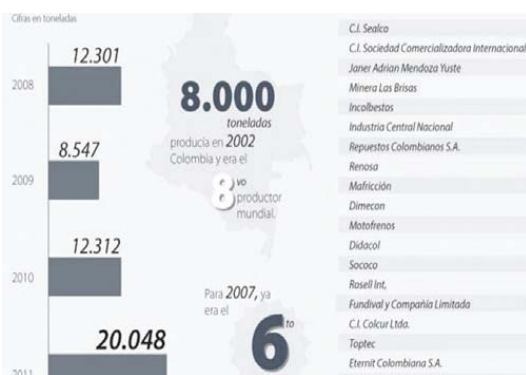 Cifras en toneladas
12.301
2008
8.547
2009
12.312
2010
20.048
2011
8.000
toneladas
producía en 2002
Colombia y era el
8vo
productor
mundial.
Para 2007, ya
era el
6to
C.I. Sealco
C.I. Sociedad Comercializadora Internacional
Janer Adrian Mendoza Yuste
Minera Las Brisas
Incolbestos
Industria Central Nacional
Repuestos Colombianos S.A.
Renosa
Mafricción
Dimecon
Motofrenos
Didacol
Sococo
Rosell Int,
Fundival y Compañía Limitada
C.I. Colcur Ltda.
Toptec
Eternit Colombiana S.A.